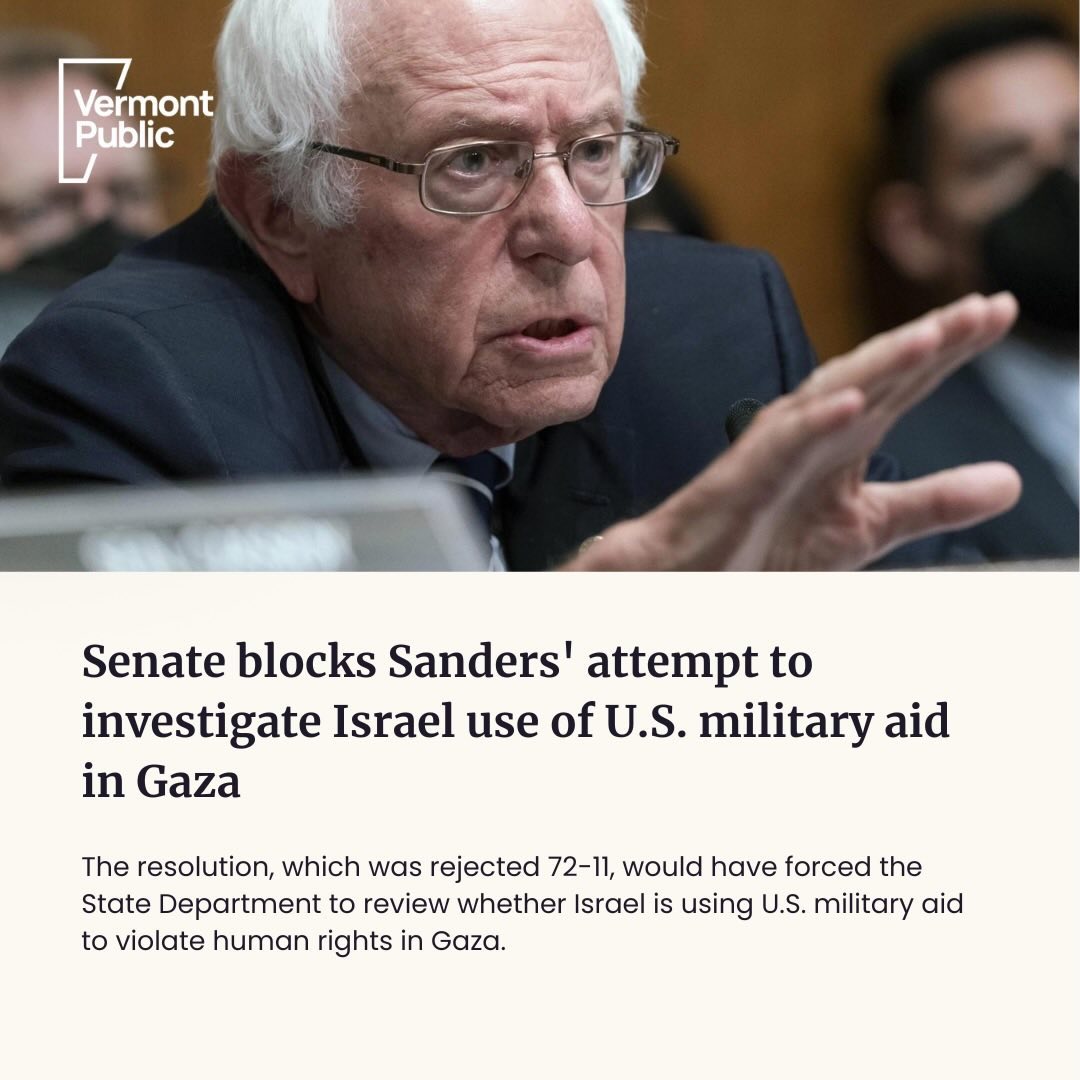 Vermont
Public
Senate blocks Sanders' attempt to
investigate Israel use of U.S. military aid
in Gaza
The resolution, which was rejected 72-11, would have forced the
State Department to review whether Israel is using U.S. military aid
to violate human rights in Gaza.